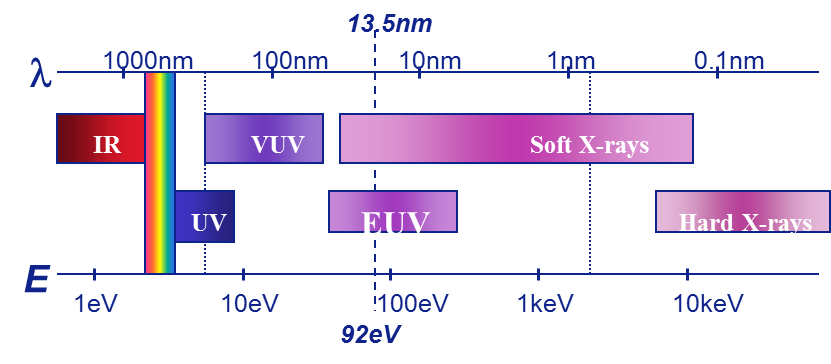 13.5nm
λ 1000nm 100nm 10nm 1nm 0.1nm
IR VUV Soft X-rays
UV EUV Hard X-rays
E
1eV 10eV 100eV 1keV 10keV
92eV